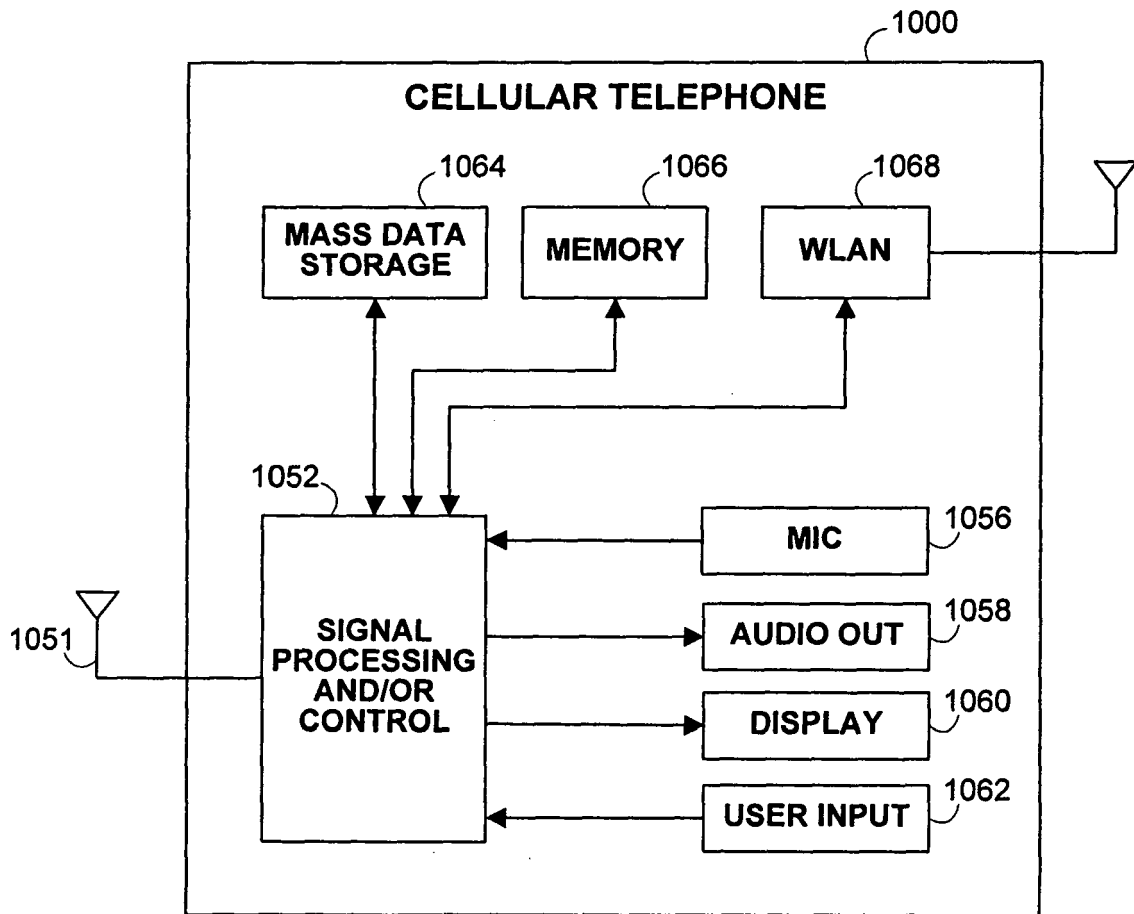 1000
CELLULAR TELEPHONE
1064
1066
1068
MASS DATA
STORAGE
MEMORY
WLAN
1052
MIC
1056
SIGNAL
PROCESSING
AND/OR
CONTROL
AUDIO OUT
1058
1051
DISPLAY
1060
USER INPUT
1062